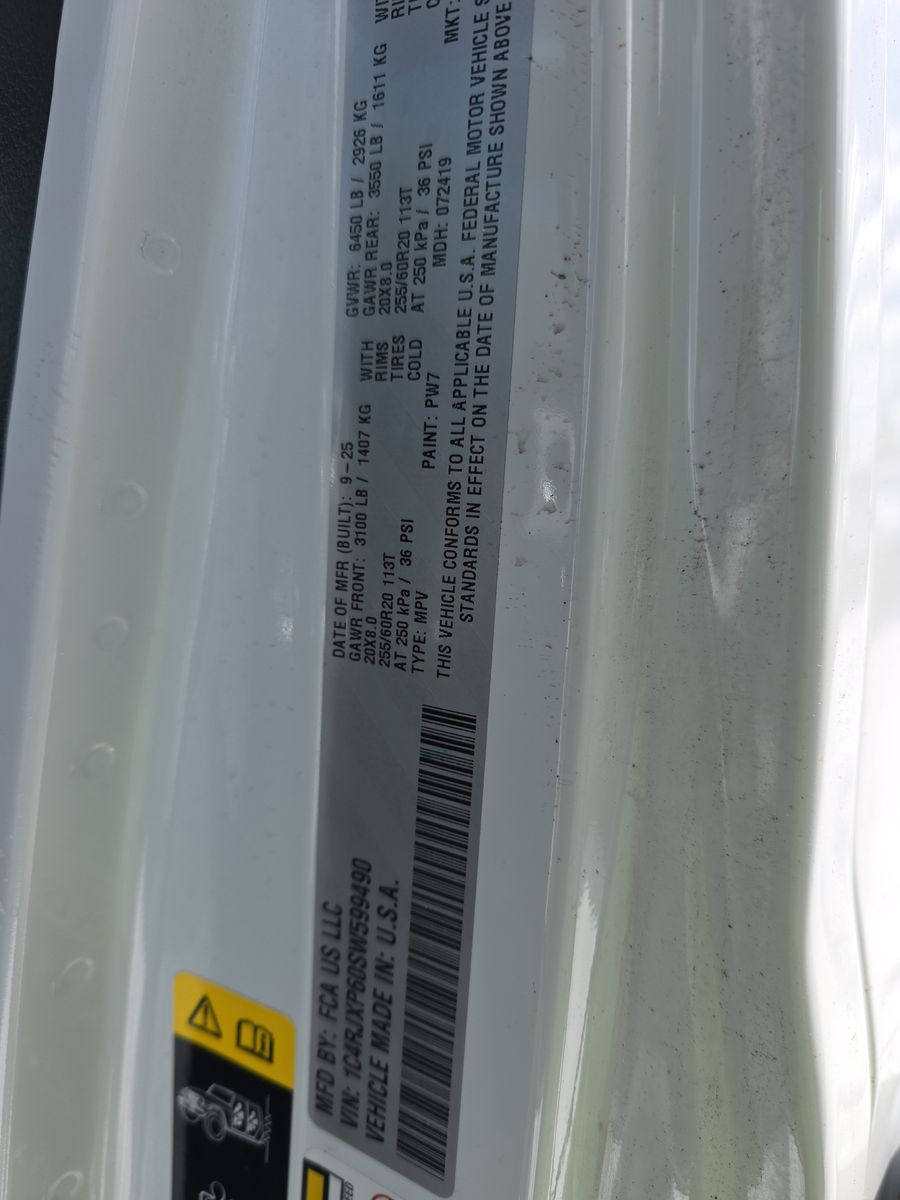 MFD BY: FCA US LLC
VIN: 1C4RJXP60SW599490
VEHICLE MADE IN: U.S.A.
DATE OF MFR (BUILT): 9-25 GVWR: 6450 LB / 2926 KG
GAWR FRONT: 3100 LB / 1407 KG WITH GAWR REAR: 3550 LB / 1611 KG
20X8.0 RIMS 20X8.0
255/60R20 113T TIRES 255/60R20 113T
AT 250 kPa / 36 PSI COLD AT 250 kPa / 36 PSI
TYPE: MPV PAINT: PW7 MDH: 072419 MKT:
THIS VEHICLE CONFORMS TO ALL APPLICABLE U.S.A. FEDERAL MOTOR VEHICLE
STANDARDS IN EFFECT ON THE DATE OF MANUFACTURE SHOWN ABOVE